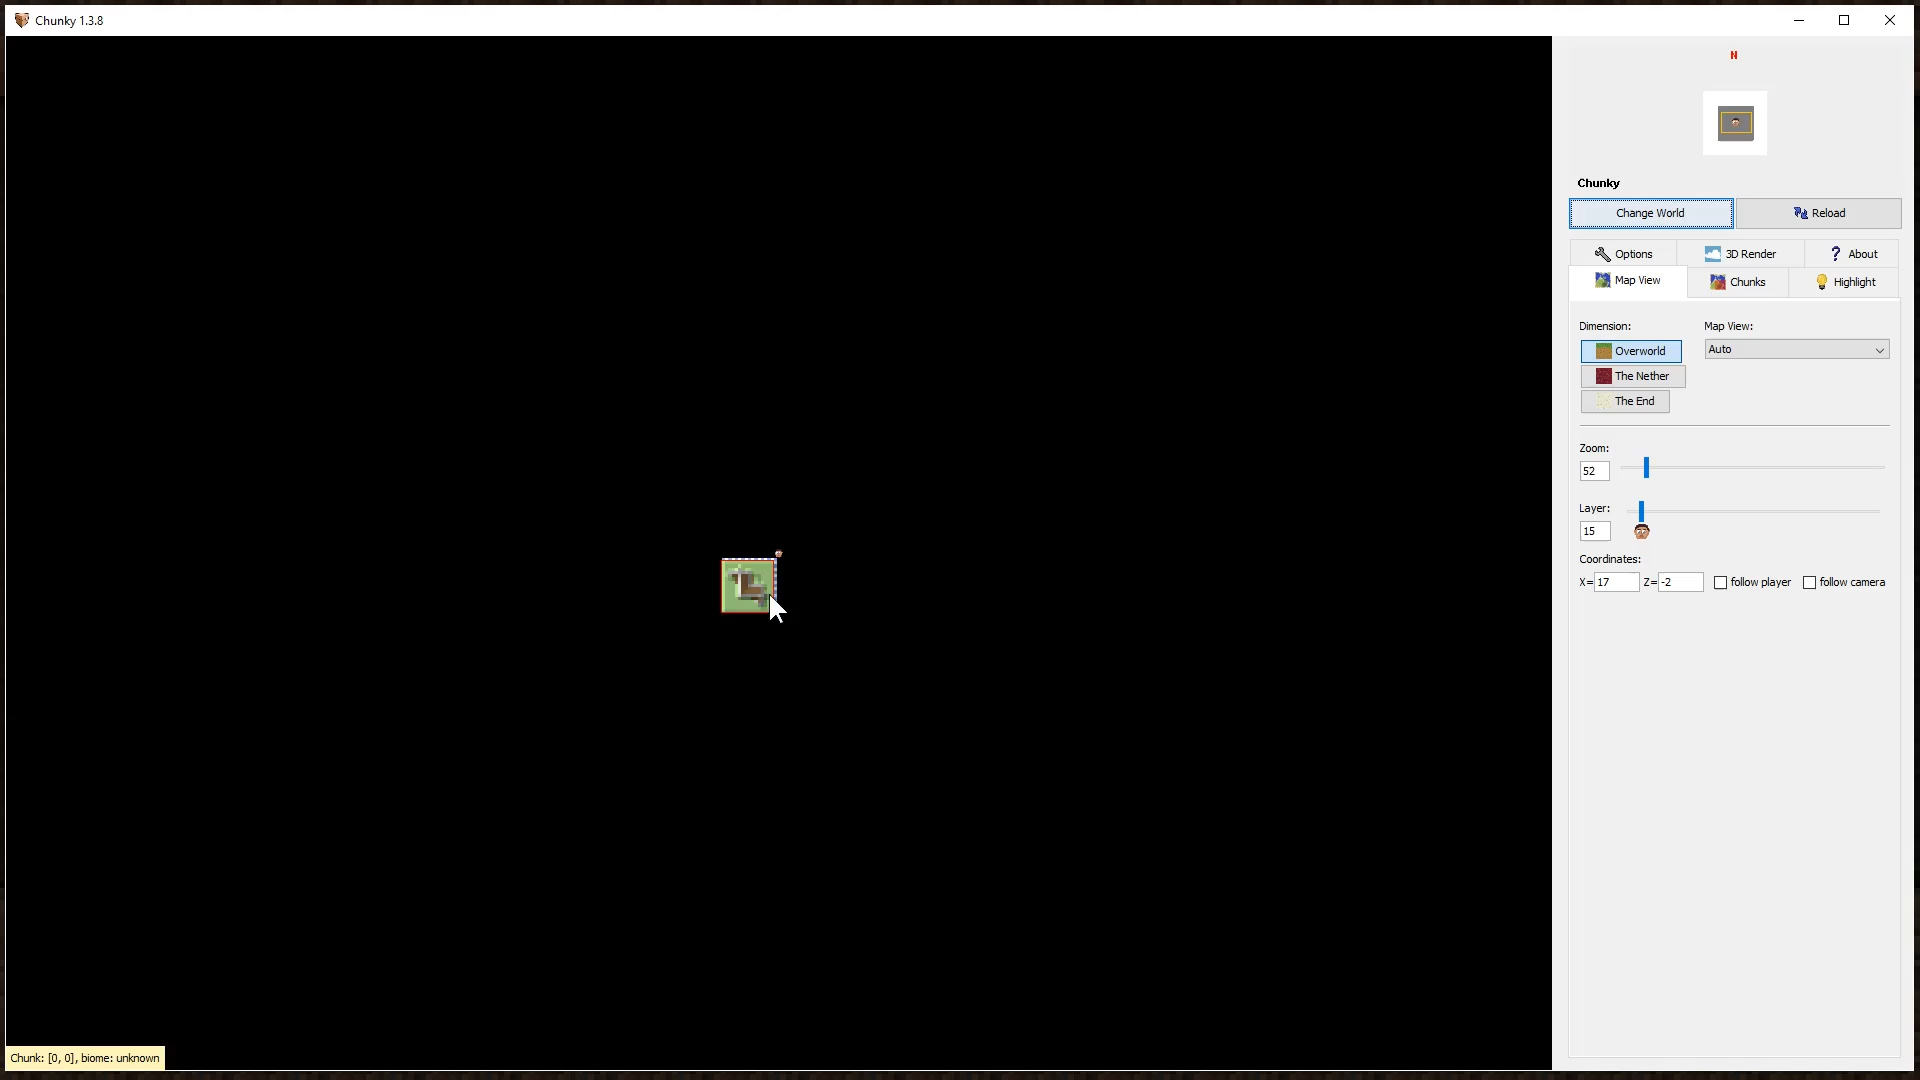 Chunky 1.3.8
N
Chunky
Change World
Reload
Options
3D Render
? About
Map View
Chunks
Highlight
Dimension:
Map View:
Overworld
Auto
The Nether
The End
Zoom:
52
Layer:
15
Coordinates:
X= 17 Z= -2 follow player follow camera
Chunk: [0, 0], biome: unknown